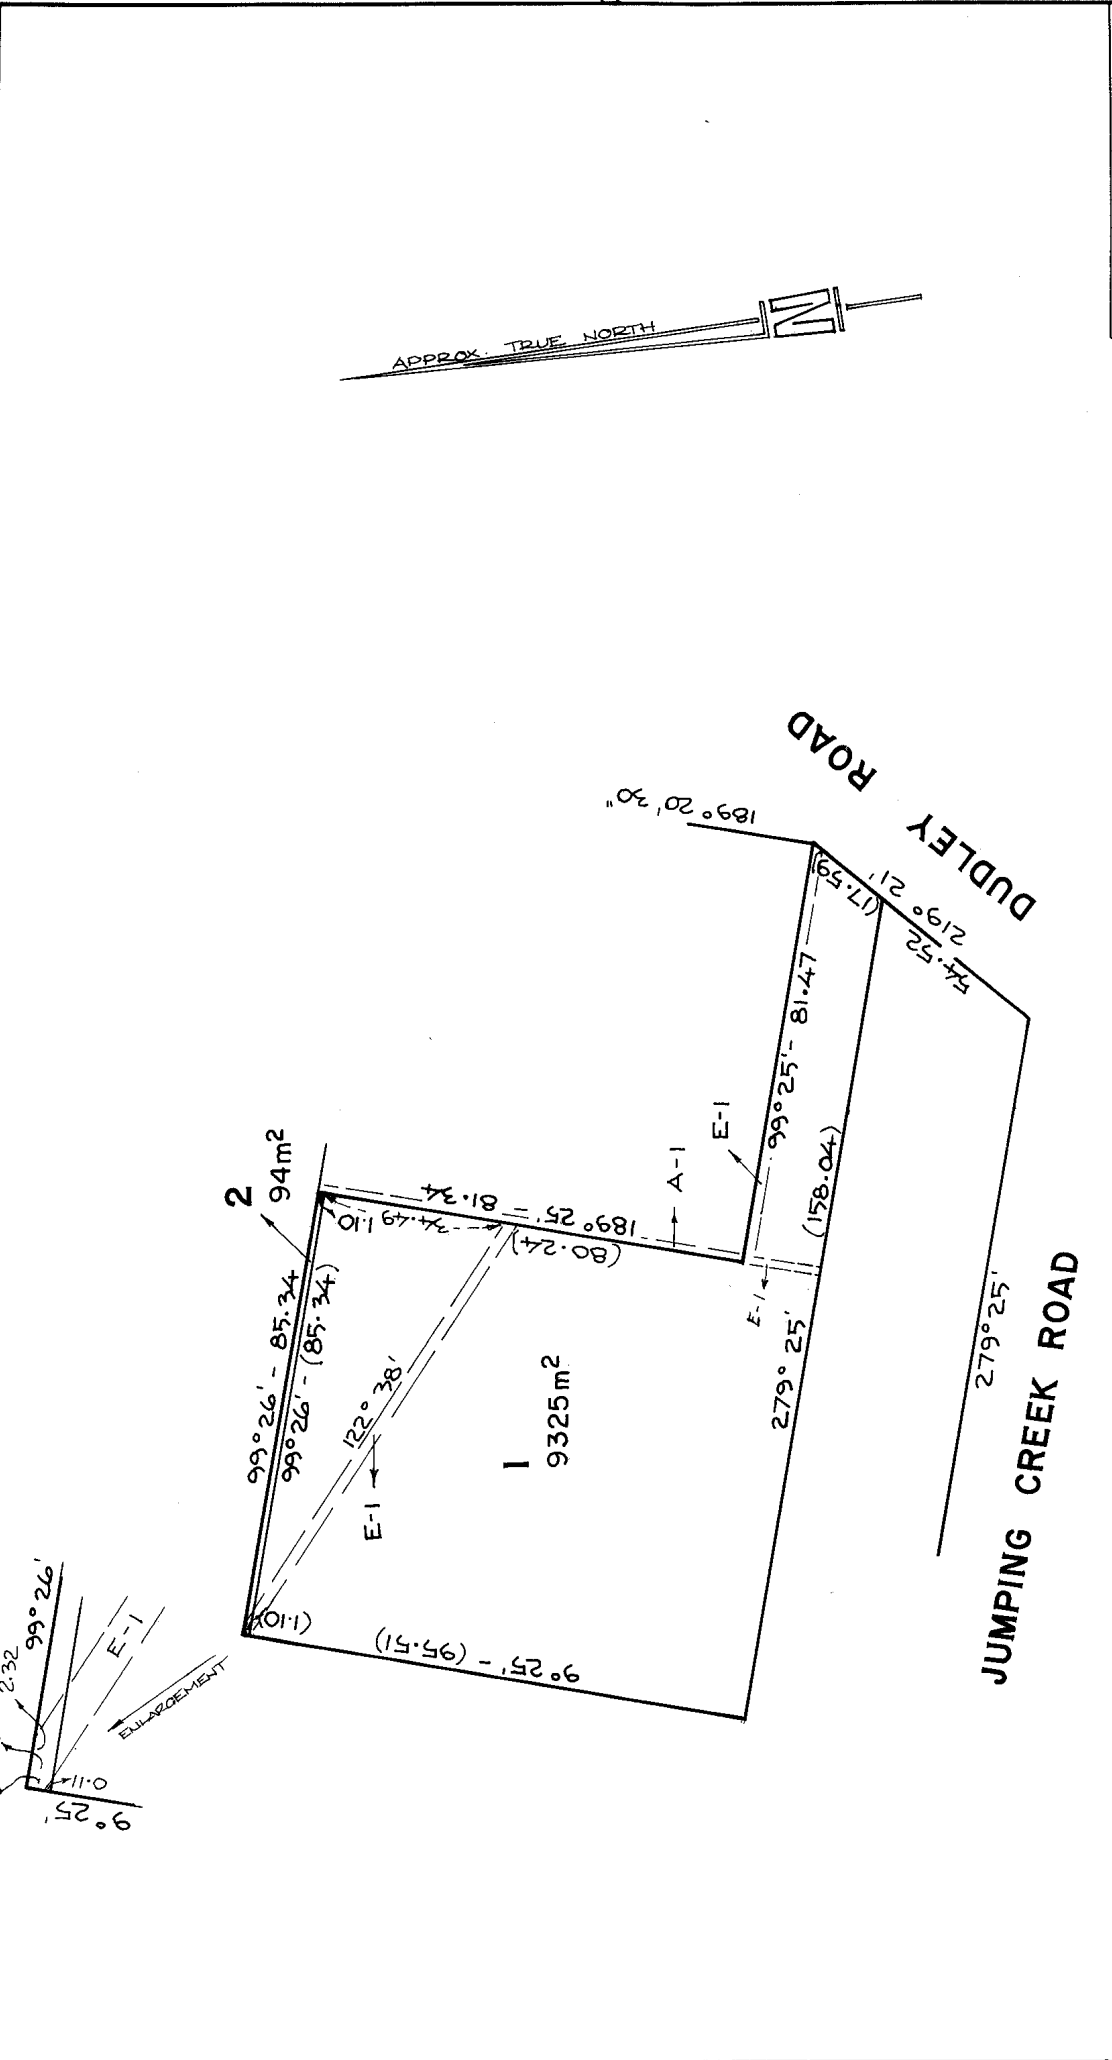 APPROX. TRUE NORTH
N
DUDLEY ROAD
189° 20' 30"
(17.59)
219° 21'
54.52
99° 25' - 81.47
E-1
(158.04)
A-1
2
94m²
1.10
34.49
81.34
189° 25'
(80.24)
E-1
99° 26' - 85.34
99° 26' - (85.34)
122° 38'
E-1
1
9325m²
279° 25'
279° 25'
JUMPING CREEK ROAD
(1.10)
9° 25' - (95.51)
99° 26'
2.32
E-1
ENLARGEMENT
0.11
9° 25'